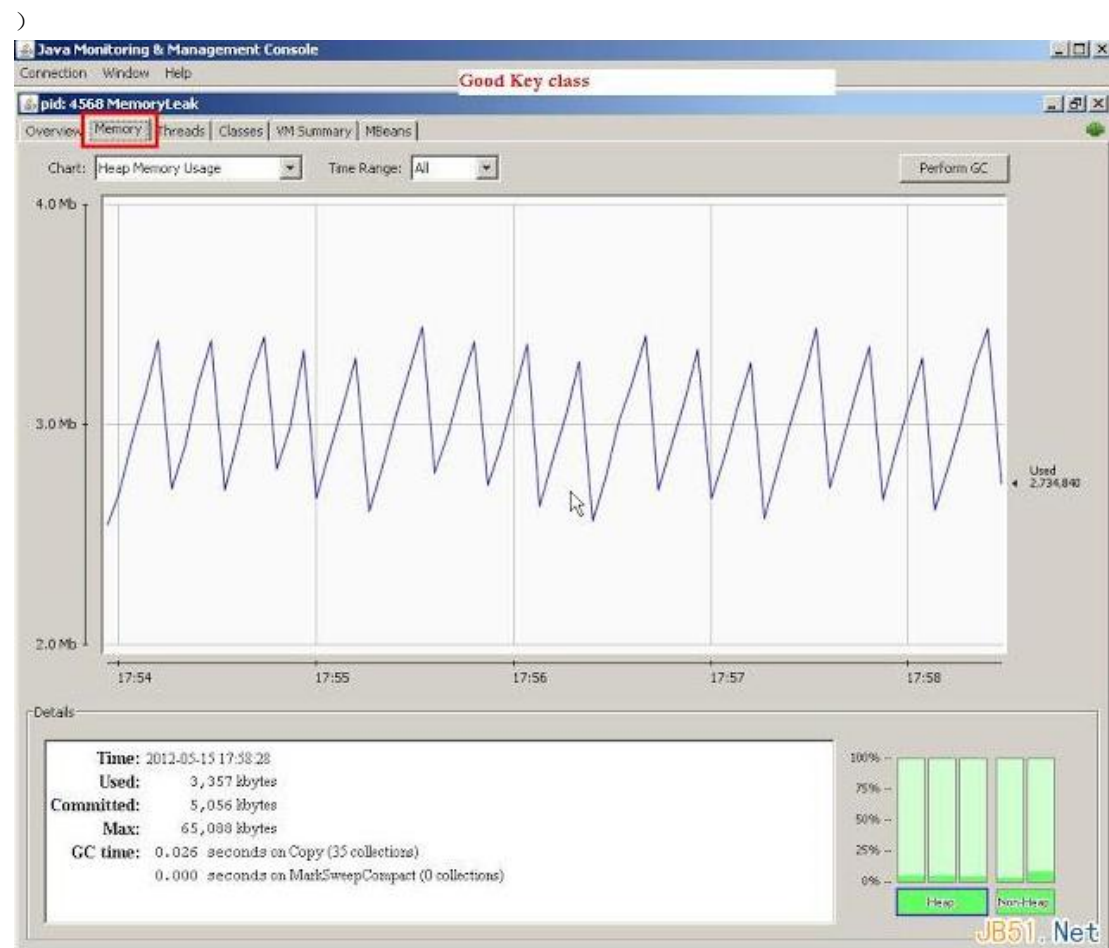 ）
Java Monitoring & Management Console
Connection Window Help
Good Key class
pid: 4568 MemoryLeak
Overview Memory Threads Classes VM Summary MBeans
Chart: Heap Memory Usage Time Range: All Perform GC
4.0 Mb
3.0 Mb
Used
2,734,840
2.0 Mb
17:54 17:55 17:56 17:57 17:58
Details
Time: 2012-05-15 17:58:28
Used: 3,357 kbytes
Committed: 5,056 kbytes
Max: 65,088 kbytes
GC time: 0.026 seconds on Copy (35 collections)
0.000 seconds on MarkSweepCompact (0 collections)
100% --
75% --
50% --
25% --
0% --
Heap Non-Heap
JB51.Net